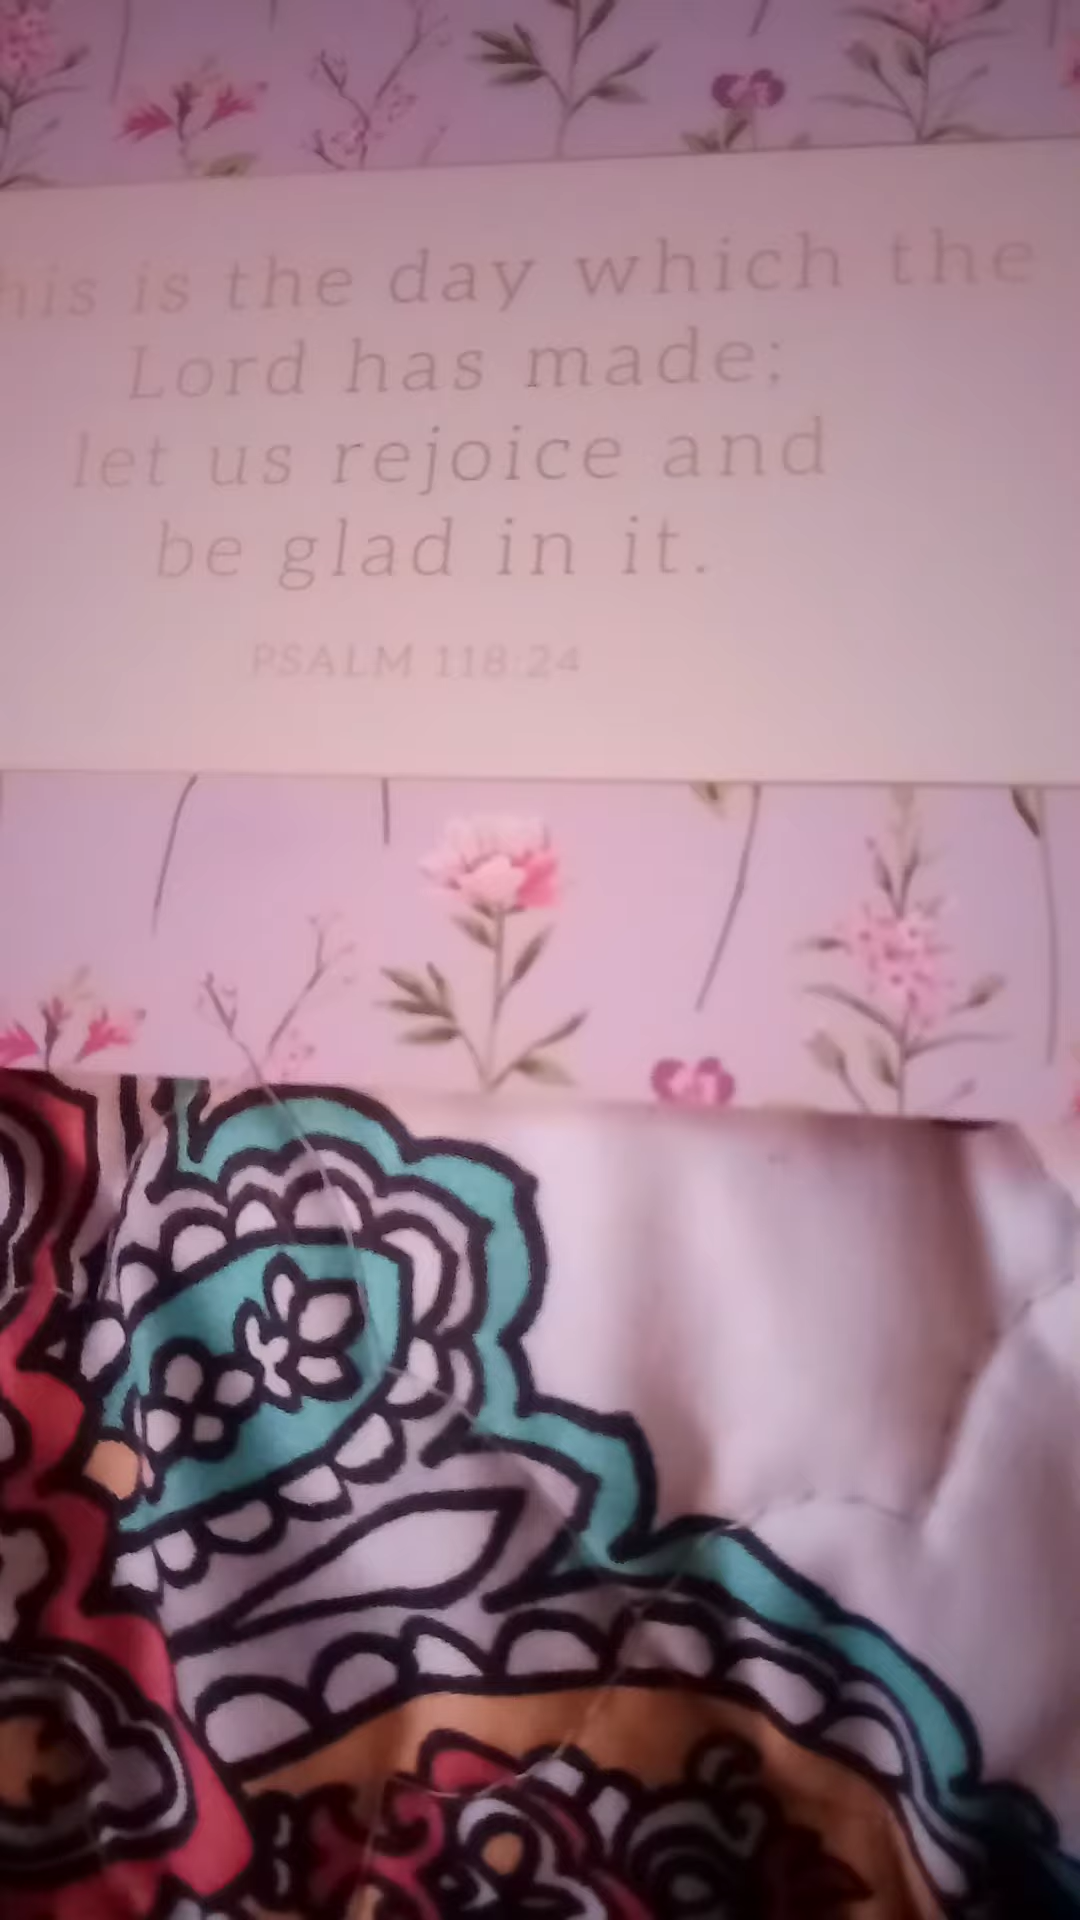 his is the day which the
Lord has made;
let us rejoice and
be glad in it.
PSALM 118:24